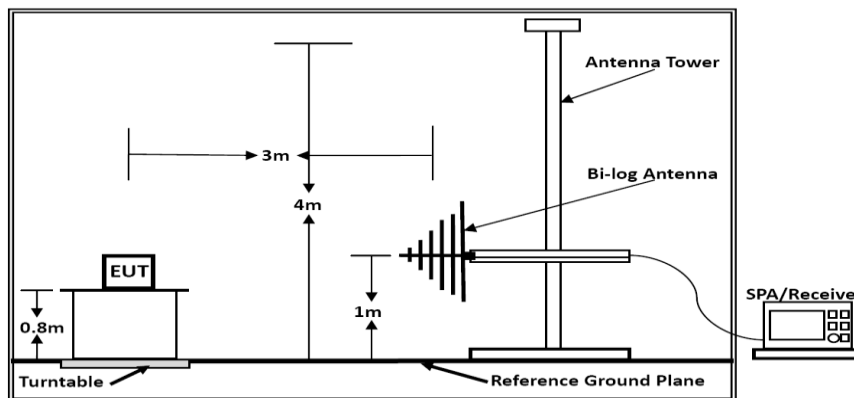 Antenna Tower
3m
Bi-log Antenna
4m
EUT
0.8m
1m
SPA/Receive
Turntable
Reference Ground Plane